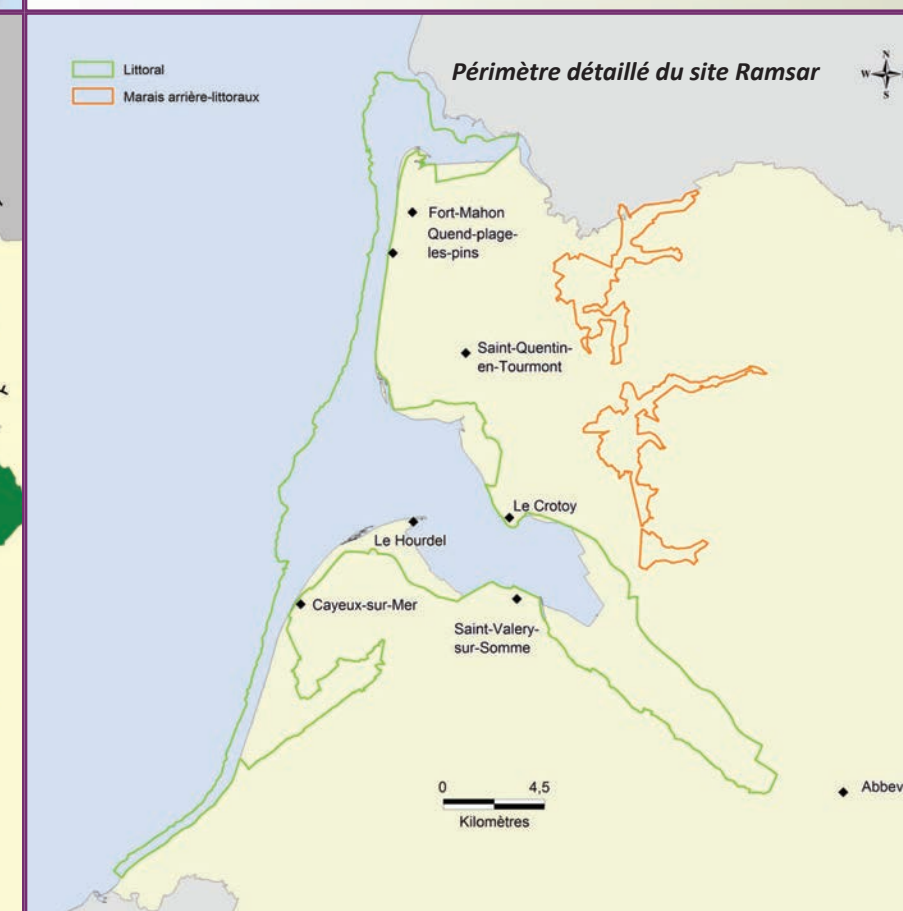 Littoral
Marais arrière-littoraux
Périmètre détaillé du site Ramsar
N
W
S
Fort-Mahon
Quend-plage-
les-pins
Saint-Quentin-
en-Tourmont
Le Crotoy
Le Hourdel
Cayeux-sur-Mer
Saint-Valery-
sur-Somme
0 4,5
Kilomètres
Abbev